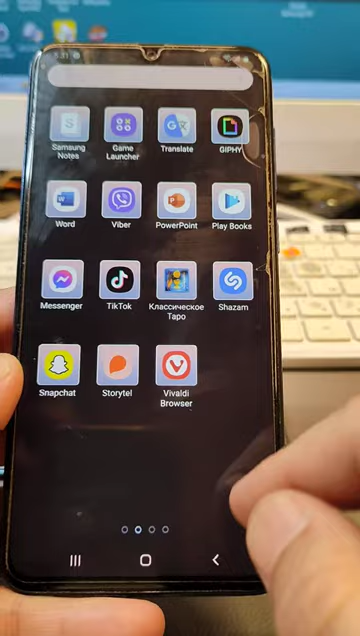 Samsung
Notes
Game
Launcher
Translate
GIPHY
Word
Viber
PowerPoint
Play Books
Messenger
TikTok
Классическое
Таро
Shazam
Snapchat
Storytel
Vivaldi
Browser